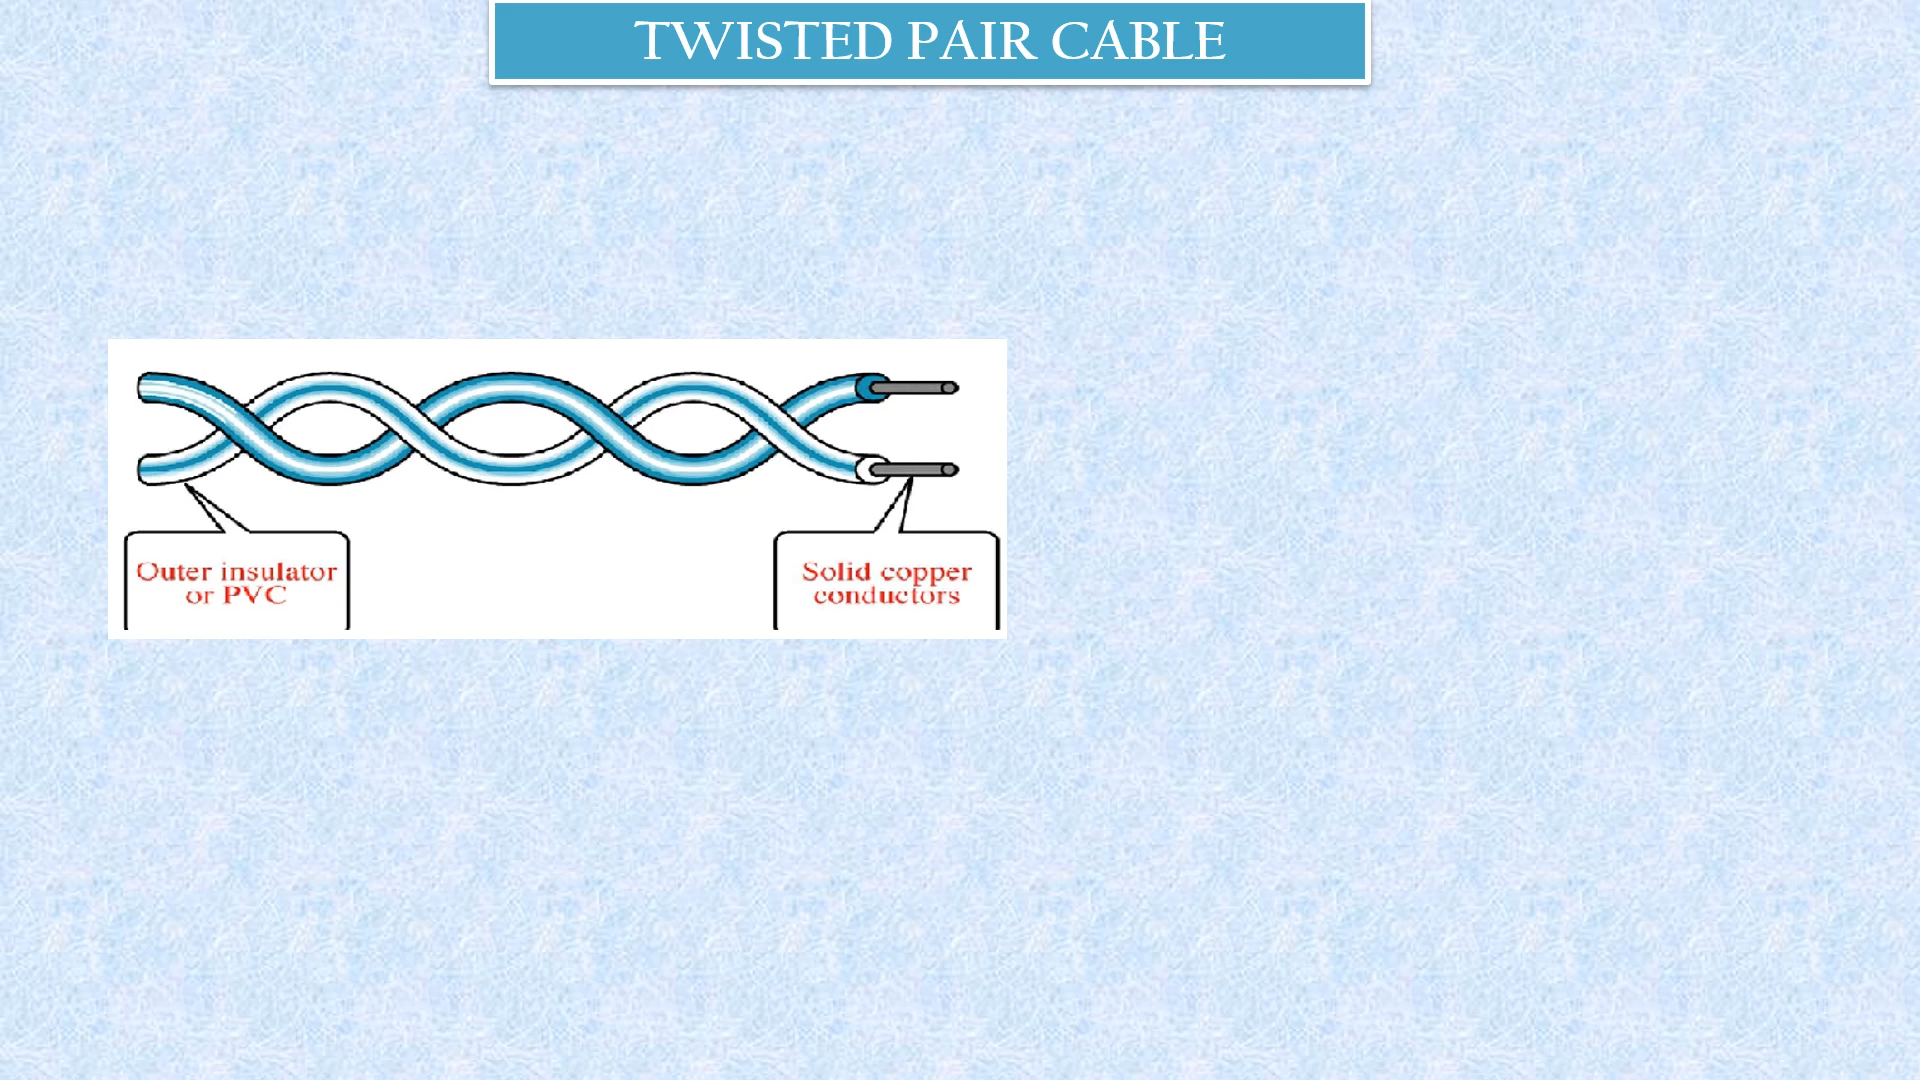 TWISTED PAIR CABLE
Outer insulator
or PVC
Solid copper
conductors